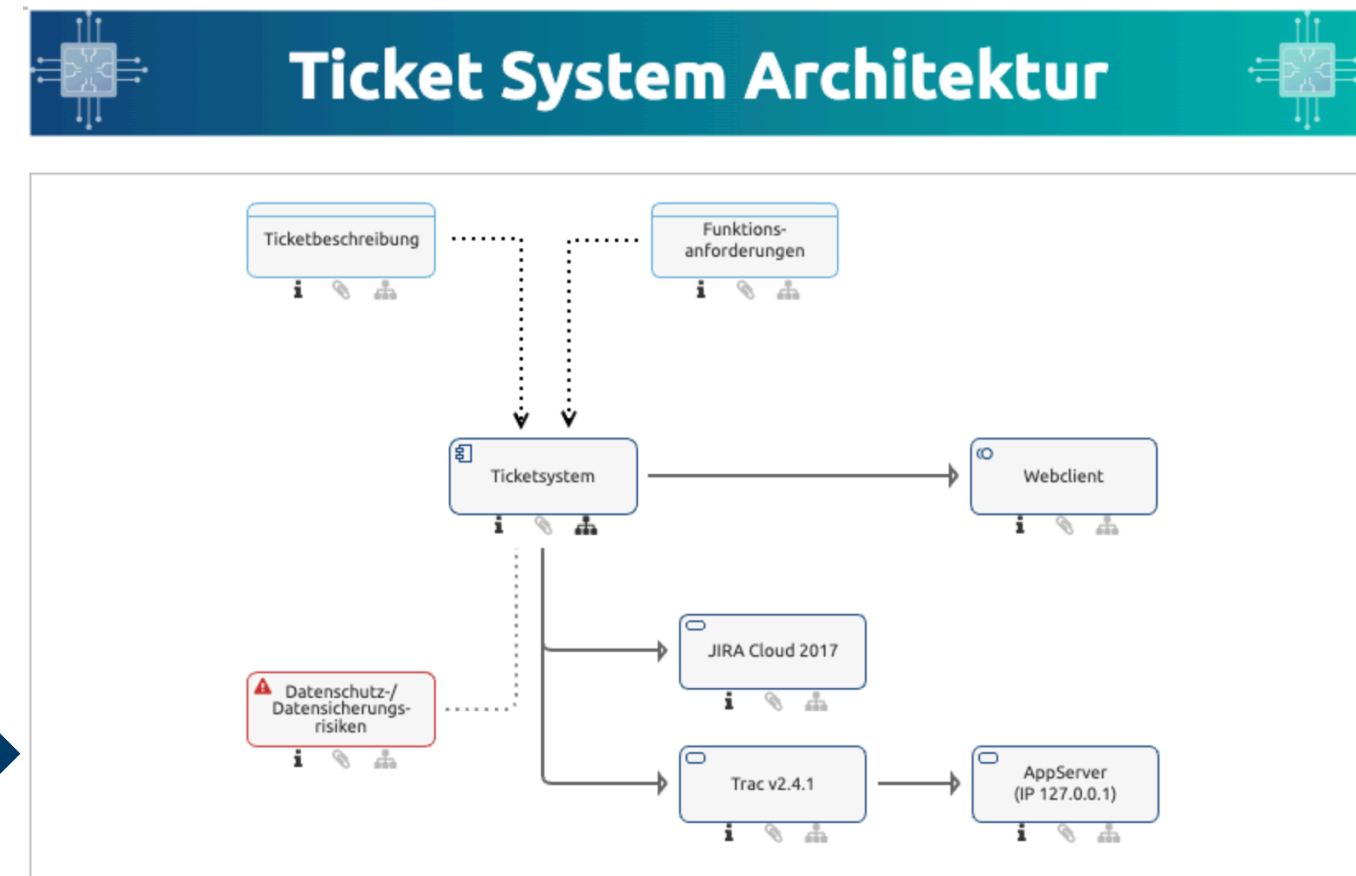 Ticket System Architektur
Ticketbeschreibung
Funktions-
anforderungen
Ticketsystem
Webclient
JIRA Cloud 2017
Datenschutz-/
Datensicherungs-
risiken
Trac v2.4.1
AppServer
(IP 127.0.0.1)